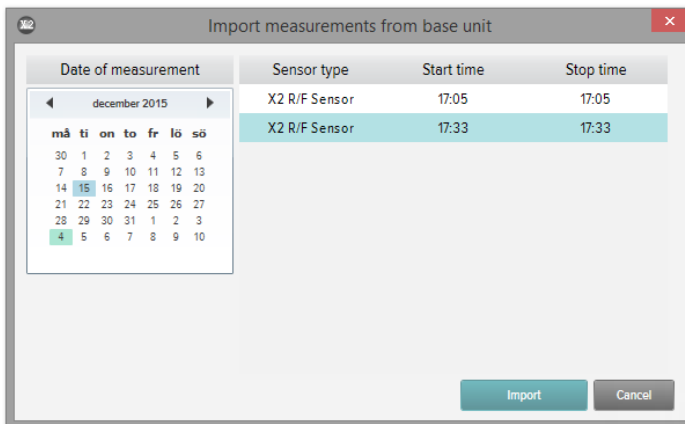 X2
Import measurements from base unit
Date of measurement
december 2015
må ti on to fr lö sö
30 1 2 3 4 5 6
7 8 9 10 11 12 13
14 15 16 17 18 19 20
21 22 23 24 25 26 27
28 29 30 31 1 2 3
4 5 6 7 8 9 10
Sensor type Start time Stop time
X2 R/F Sensor 17:05 17:05
X2 R/F Sensor 17:33 17:33
Import Cancel